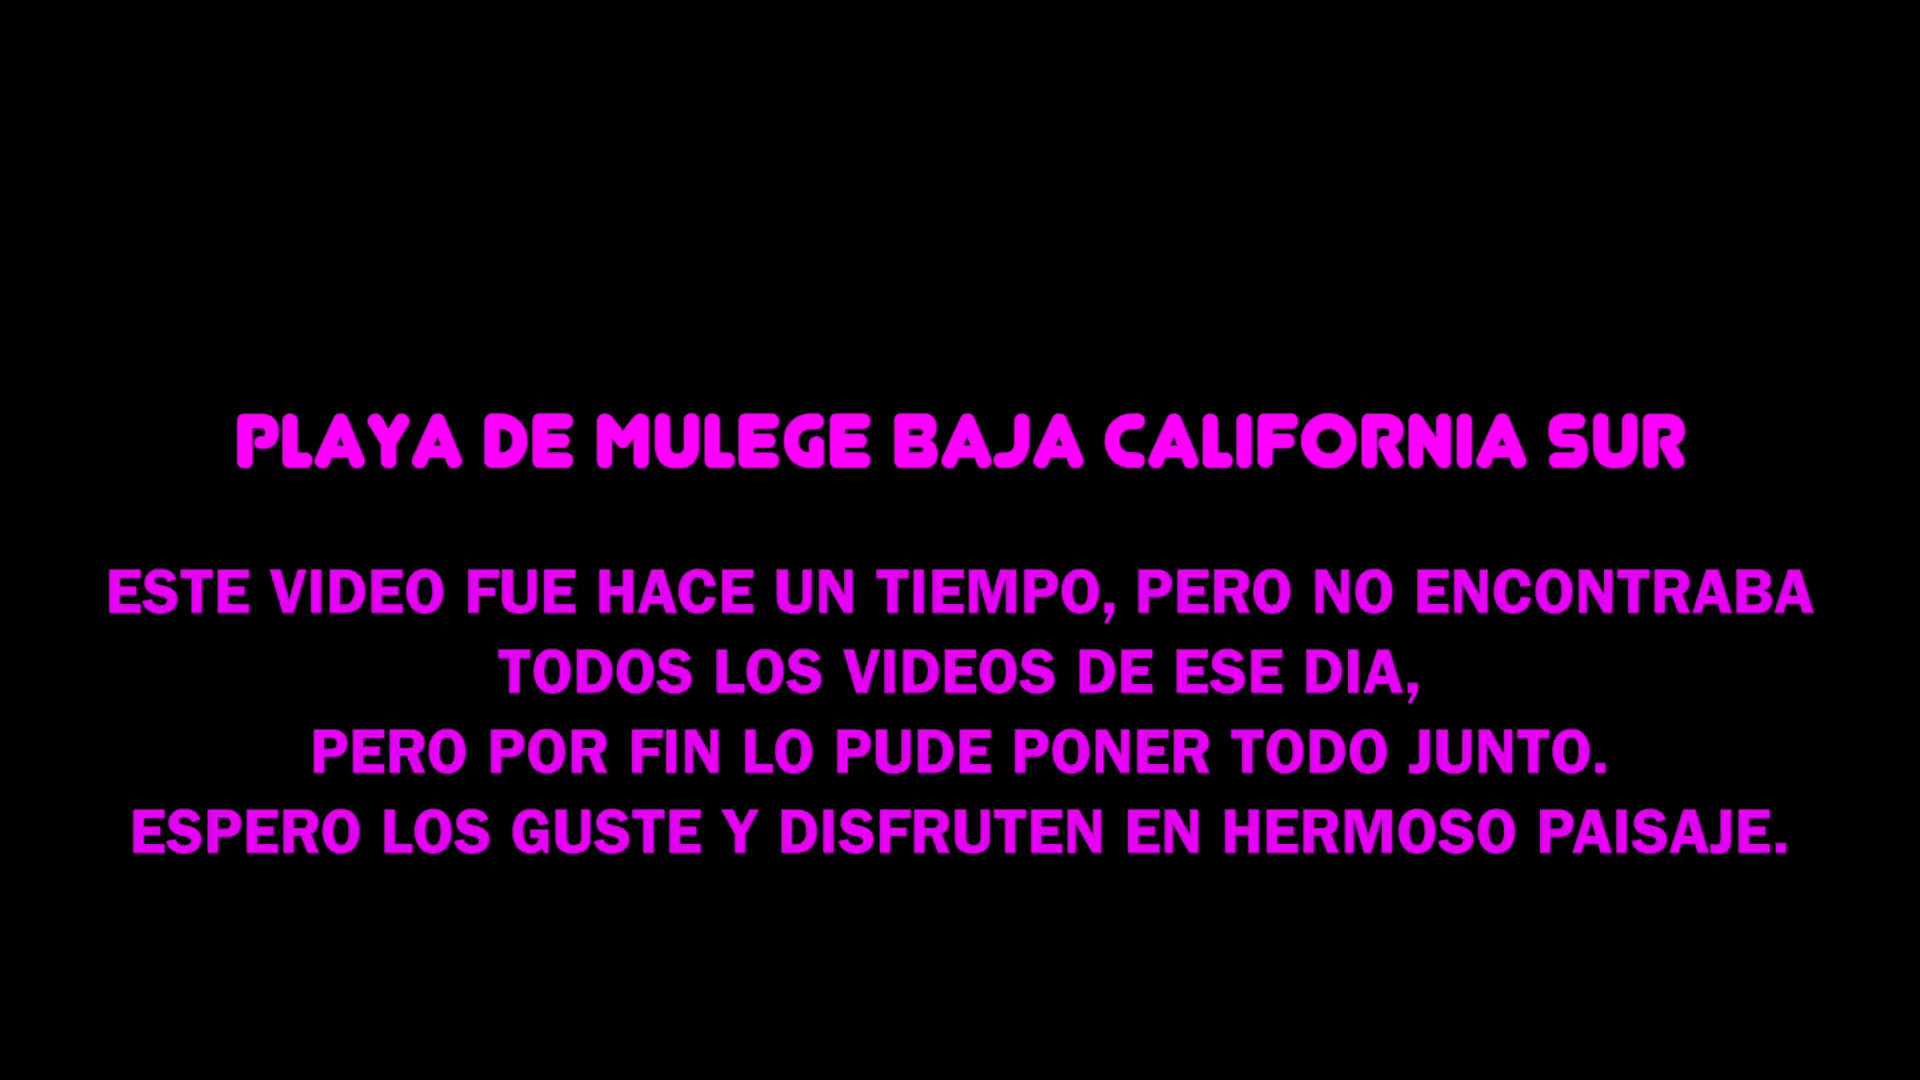 PLAYA DE MULEGE BAJA CALIFORNIA SUR
ESTE VIDEO FUE HACE UN TIEMPO, PERO NO ENCONTRABA
TODOS LOS VIDEOS DE ESE DIA,
PERO POR FIN LO PUDE PONER TODO JUNTO.
ESPERO LOS GUSTE Y DISFRUTEN EN HERMOSO PAISAJE.